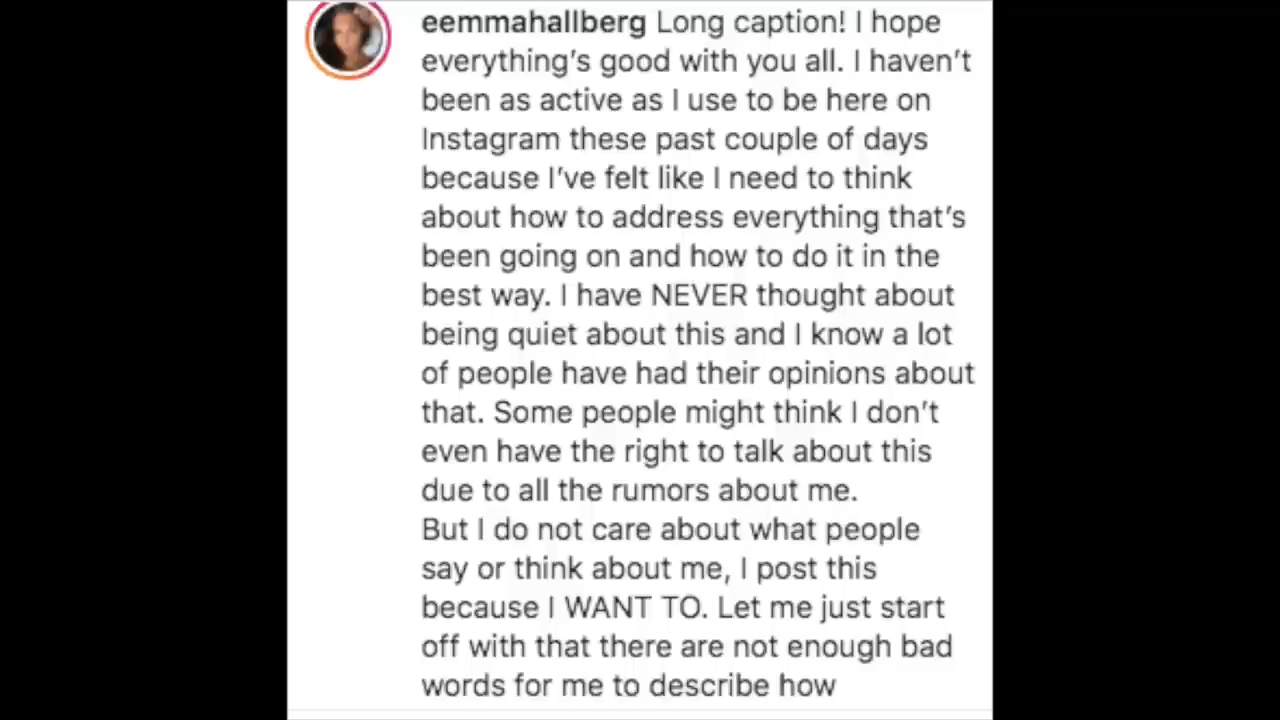 eemmahallberg Long caption! I hope
everything's good with you all. I haven't
been as active as I use to be here on
Instagram these past couple of days
because I've felt like I need to think
about how to address everything that's
been going on and how to do it in the
best way. I have NEVER thought about
being quiet about this and I know a lot
of people have had their opinions about
that. Some people might think I don't
even have the right to talk about this
due to all the rumors about me.
But I do not care about what people
say or think about me, I post this
because I WANT TO. Let me just start
off with that there are not enough bad
words for me to describe how